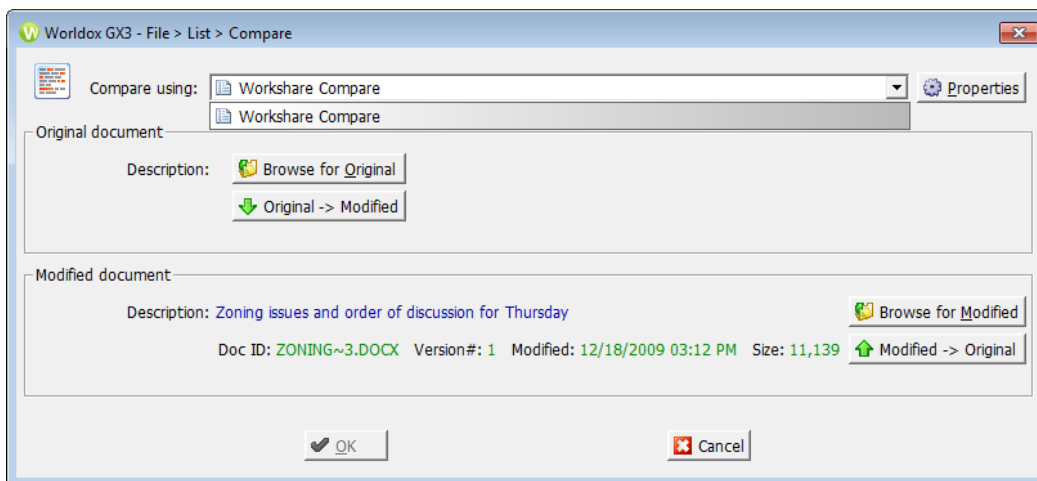 Worldox GX3 - File > List > Compare
Compare using: Workshare Compare Properties
Workshare Compare
Original document
Description: Browse for Original
Original -> Modified
Modified document
Description: Zoning issues and order of discussion for Thursday Browse for Modified
Doc ID: ZONING~3.DOCX Version#: 1 Modified: 12/18/2009 03:12 PM Size: 11,139 Modified -> Original
OK Cancel